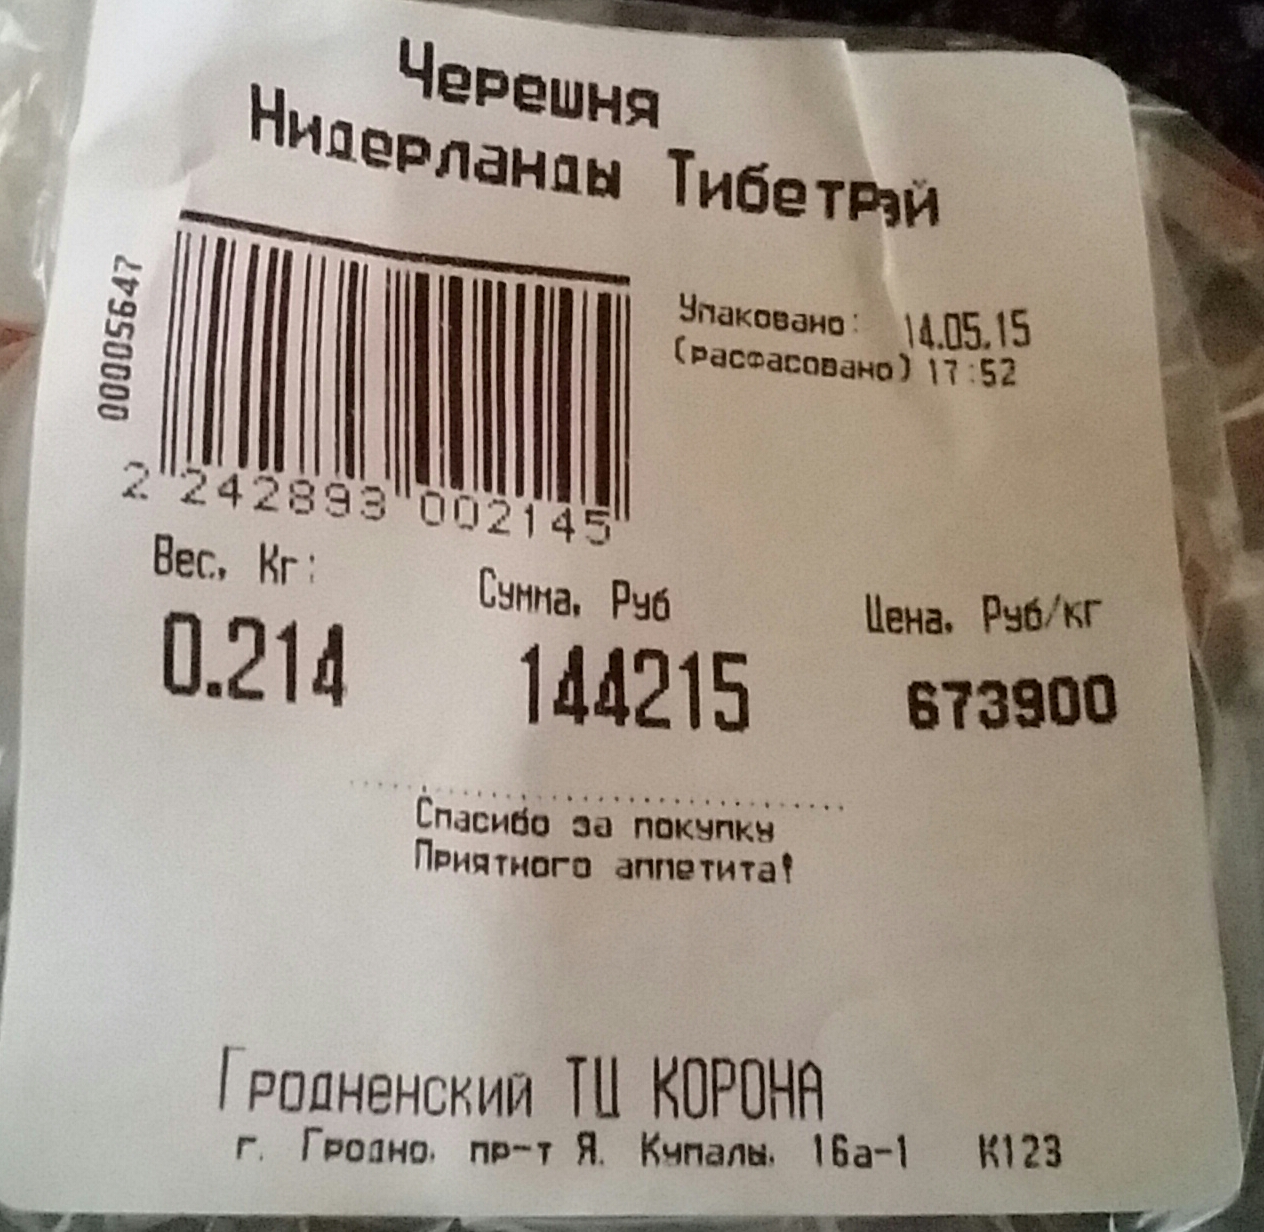 Черешня
Нидерланды Тибетрэй
00005647
Упаковано: 14.05.15
(расфасовано) 17:52
2 242893 002145
Вес, Кг: Сумма, Руб Цена, Руб/кг
0.214 144215 673900
Спасибо за покупку
Приятного аппетита!
Гродненский ТЦ КОРОНА
г. Гродно, пр-т Я. Купалы, 16а-1 К123